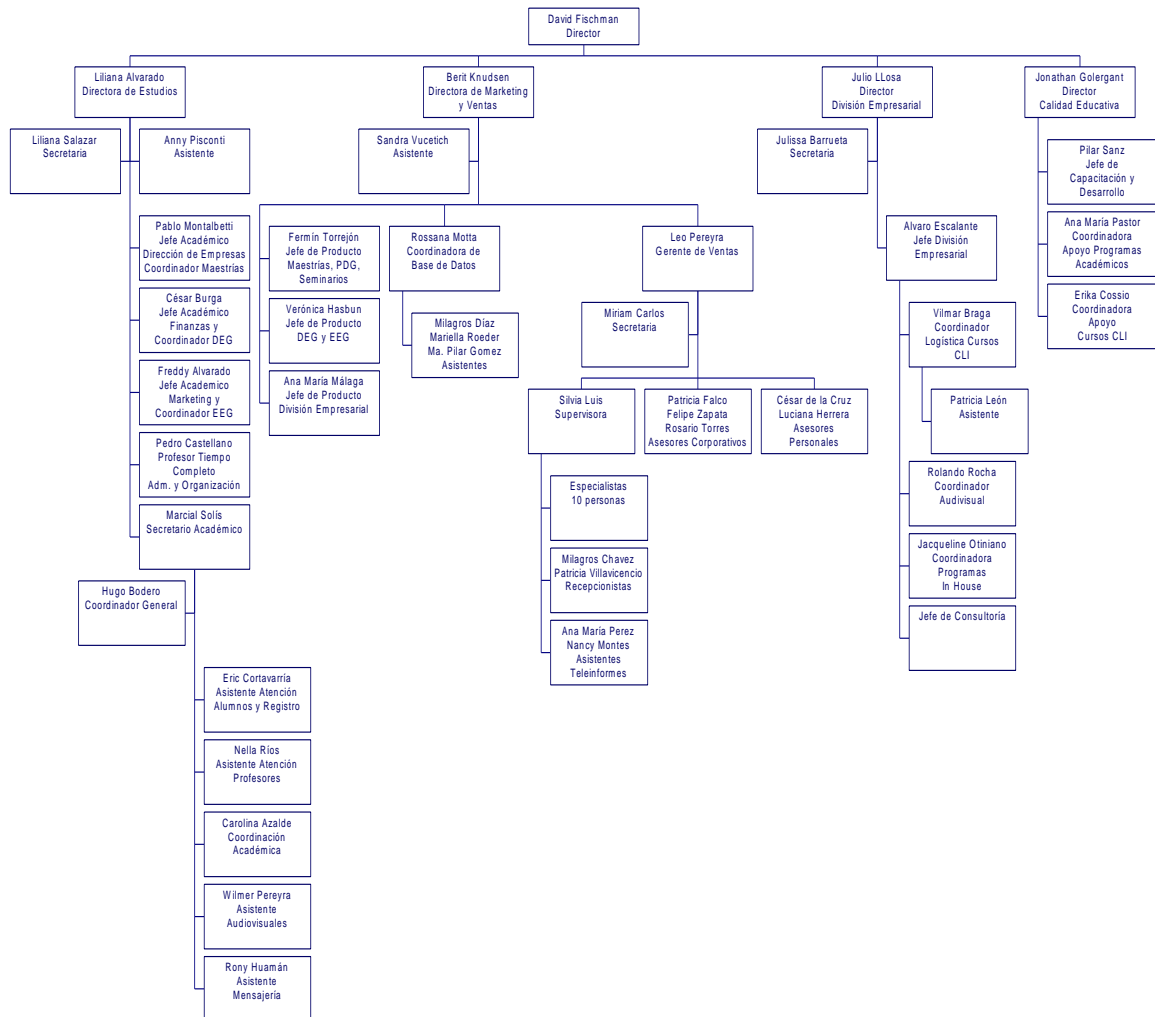 David Fischman
Director
Liliana Alvarado
Directora de Estudios
Berit Knudsen
Directora de Marketing
y Ventas
Julio LLosa
Director
División Empresarial
Jonathan Golergant
Director
Calidad Educativa
Liliana Salazar
Secretaria
Anny Pisconti
Asistente
Pablo Montalbetti
Jefe Académico
Dirección de Empresas
Coordinador Maestrías
César Burga
Jefe Académico
Finanzas y
Coordinador DEG
Freddy Alvarado
Jefe Academico
Marketing y
Coordinador EEG
Pedro Castellano
Profesor Tiempo
Completo
Adm. y Organización
Marcial Solís
Secretario Académico
Hugo Bodero
Coordinador General
Eric Cortavarría
Asistente Atención
Alumnos y Registro
Nella Ríos
Asistente Atención
Profesores
Carolina Azalde
Coordinación
Académica
Wilmer Pereyra
Asistente
Audiovisuales
Rony Huamán
Asistente
Mensajería
Sandra Vucetich
Asistente
Fermín Torrejón
Jefe de Producto
Maestrías, PDG,
Seminarios
Verónica Hasbun
Jefe de Producto
DEG y EEG
Ana María Málaga
Jefe de Producto
División Empresarial
Rossana Motta
Coordinadora de
Base de Datos
Milagros Díaz
Mariella Roeder
Ma. Pilar Gomez
Asistentes
Leo Pereyra
Gerente de Ventas
Miriam Carlos
Secretaria
Silvia Luis
Supervisora
Especialistas
10 personas
Milagros Chavez
Patricia Villavicencio
Recepcionistas
Ana María Perez
Nancy Montes
Asistentes
Teleinformes
Patricia Falco
Felipe Zapata
Rosario Torres
Asesores Corporativos
César de la Cruz
Luciana Herrera
Asesores
Personales
Julissa Barrueta
Secretaria
Alvaro Escalante
Jefe División
Empresarial
Vilmar Braga
Coordinador
Logística Cursos
CLI
Patricia León
Asistente
Rolando Rocha
Coordinador
Audivisual
Jacqueline Otiniano
Coordinadora
Programas
In House
Jefe de Consultoría
Pilar Sanz
Jefe de
Capacitación y
Desarrollo
Ana María Pastor
Coordinadora
Apoyo Programas
Académicos
Erika Cossio
Coordinadora
Apoyo
Cursos CLI